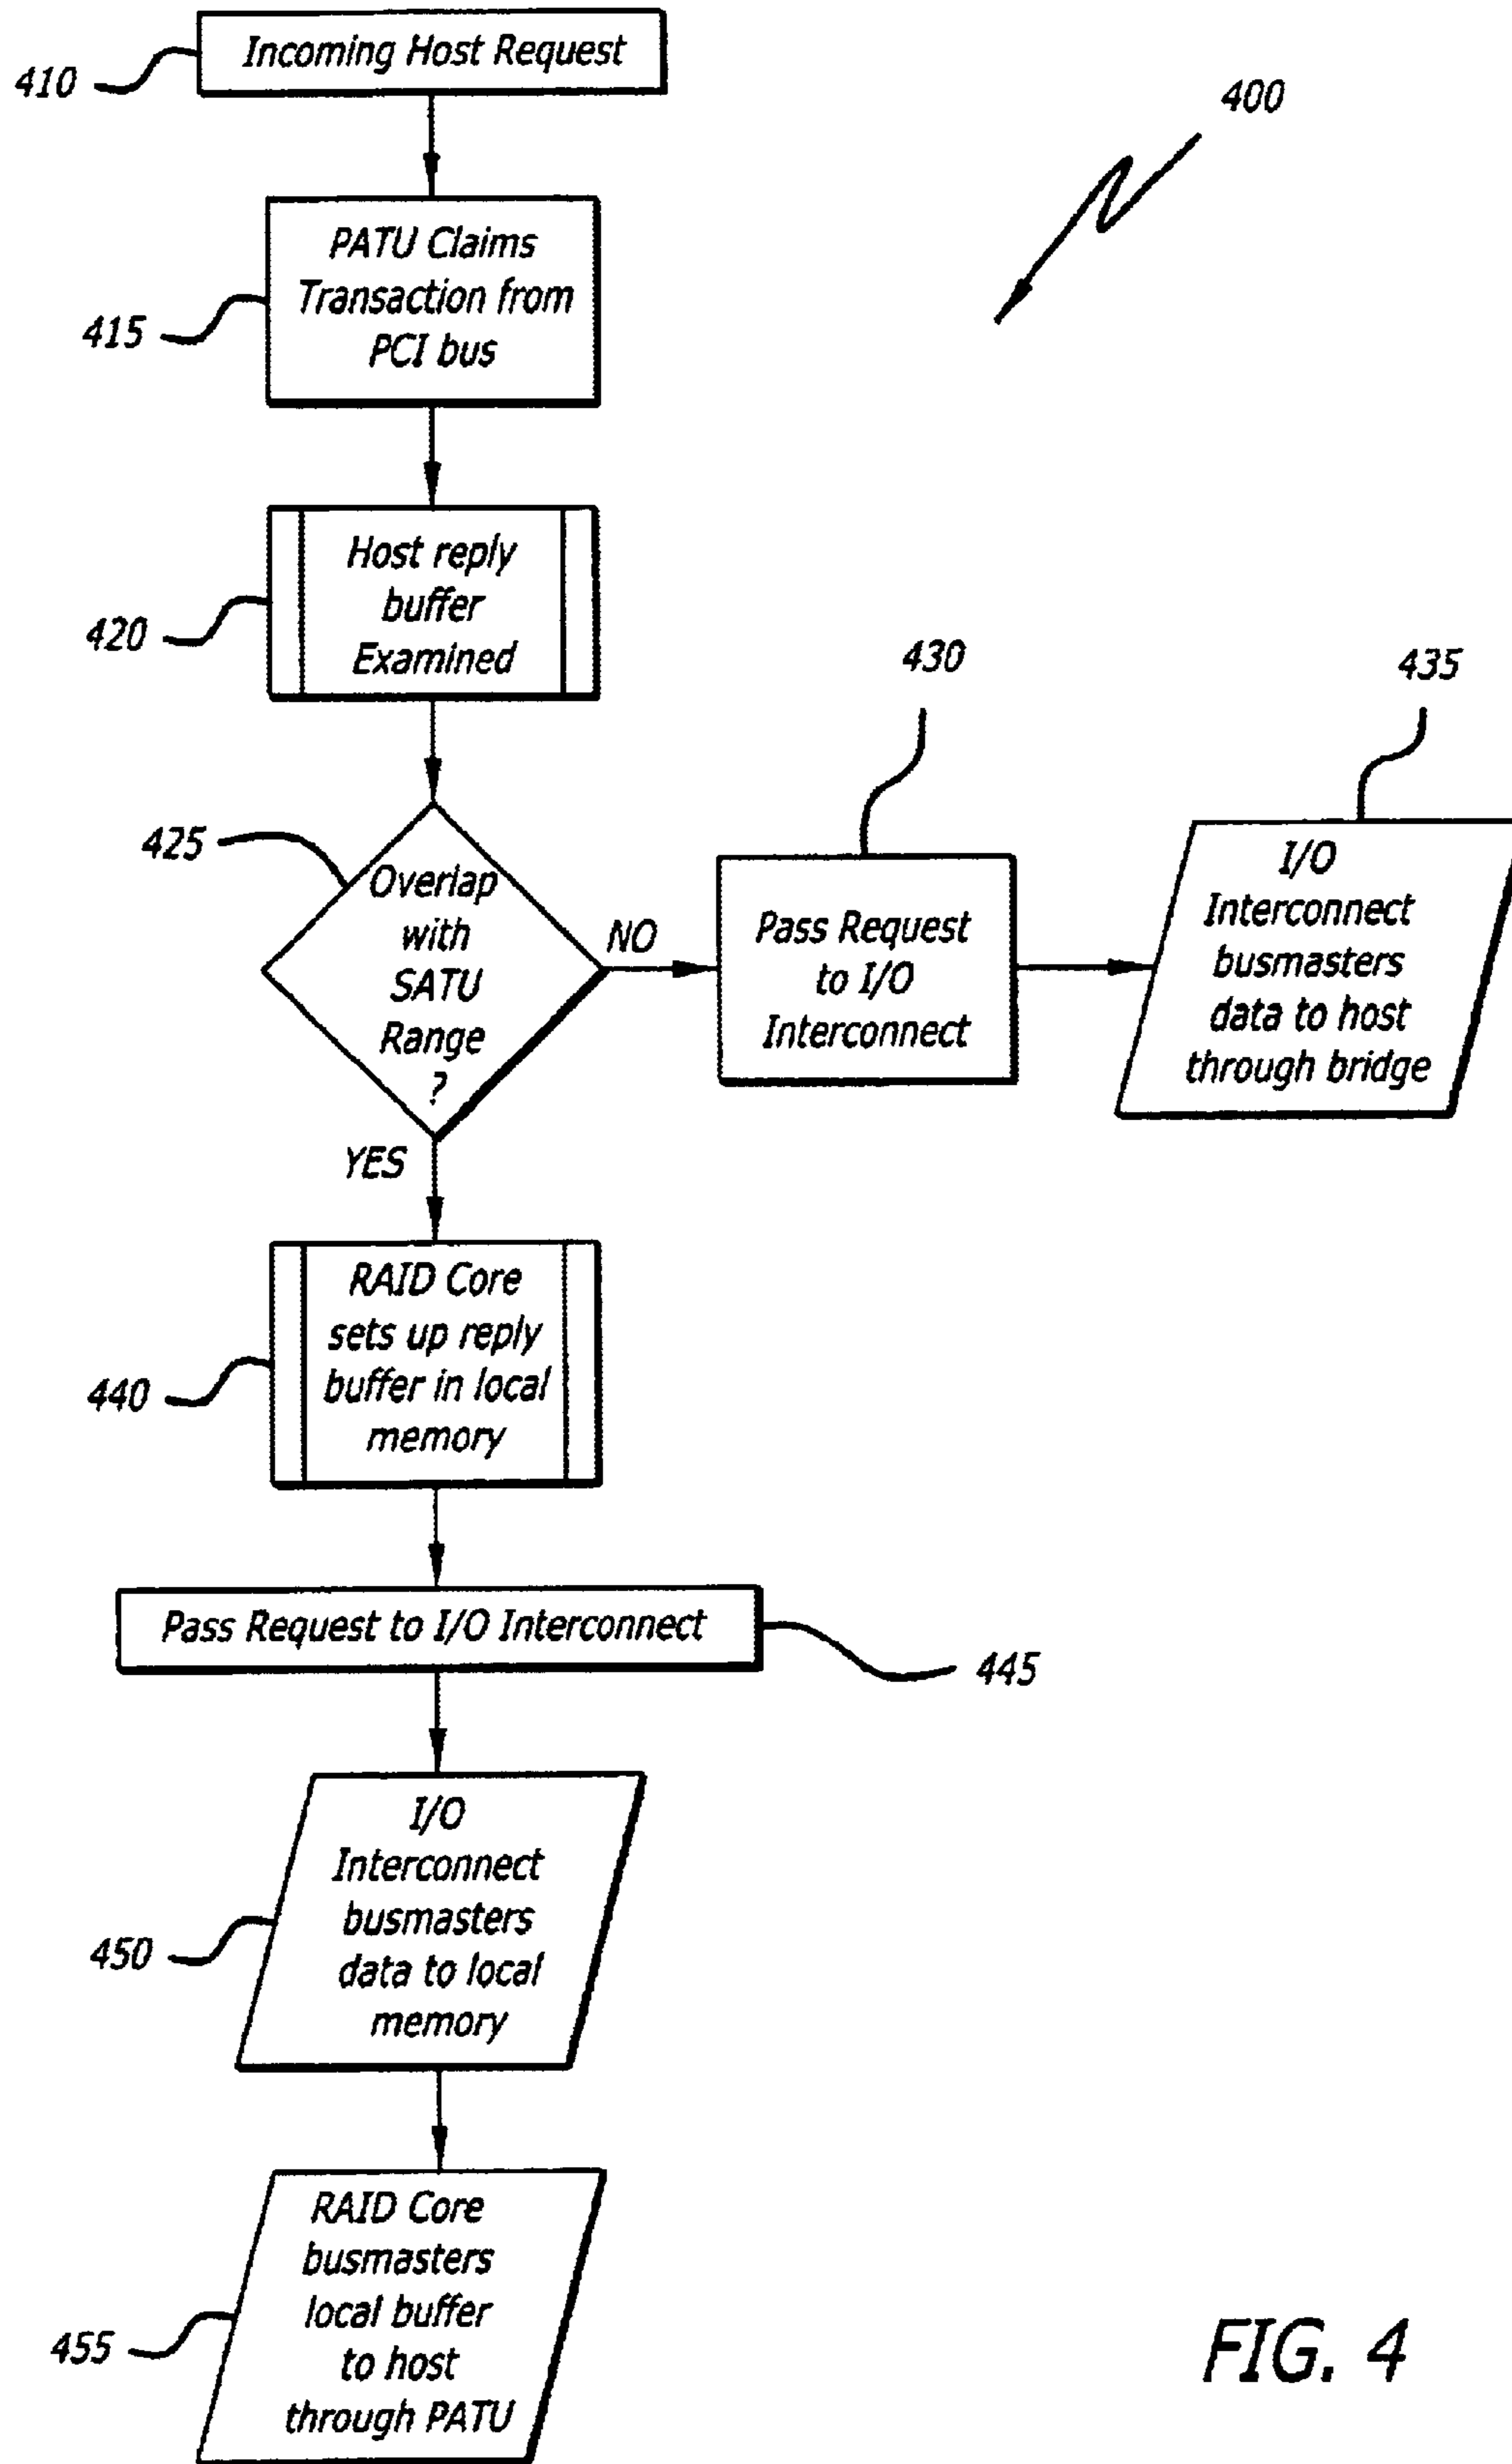 Incoming Host Request
410
400
PATU Claims
Transaction from
PCI bus
415
Host reply
buffer
Examined
420
430
435
425
Overlap
with
SATU
Range
?
NO
Pass Request
to I/O
Interconnect
I/O
Interconnect
busmasters
data to host
through bridge
YES
RAID Core
sets up reply
buffer in local
memory
440
Pass Request to I/O Interconnect
445
I/O
Interconnect
busmasters
data to local
memory
450
RAID Core
busmasters
local buffer
to host
through PATU
455
FIG. 4